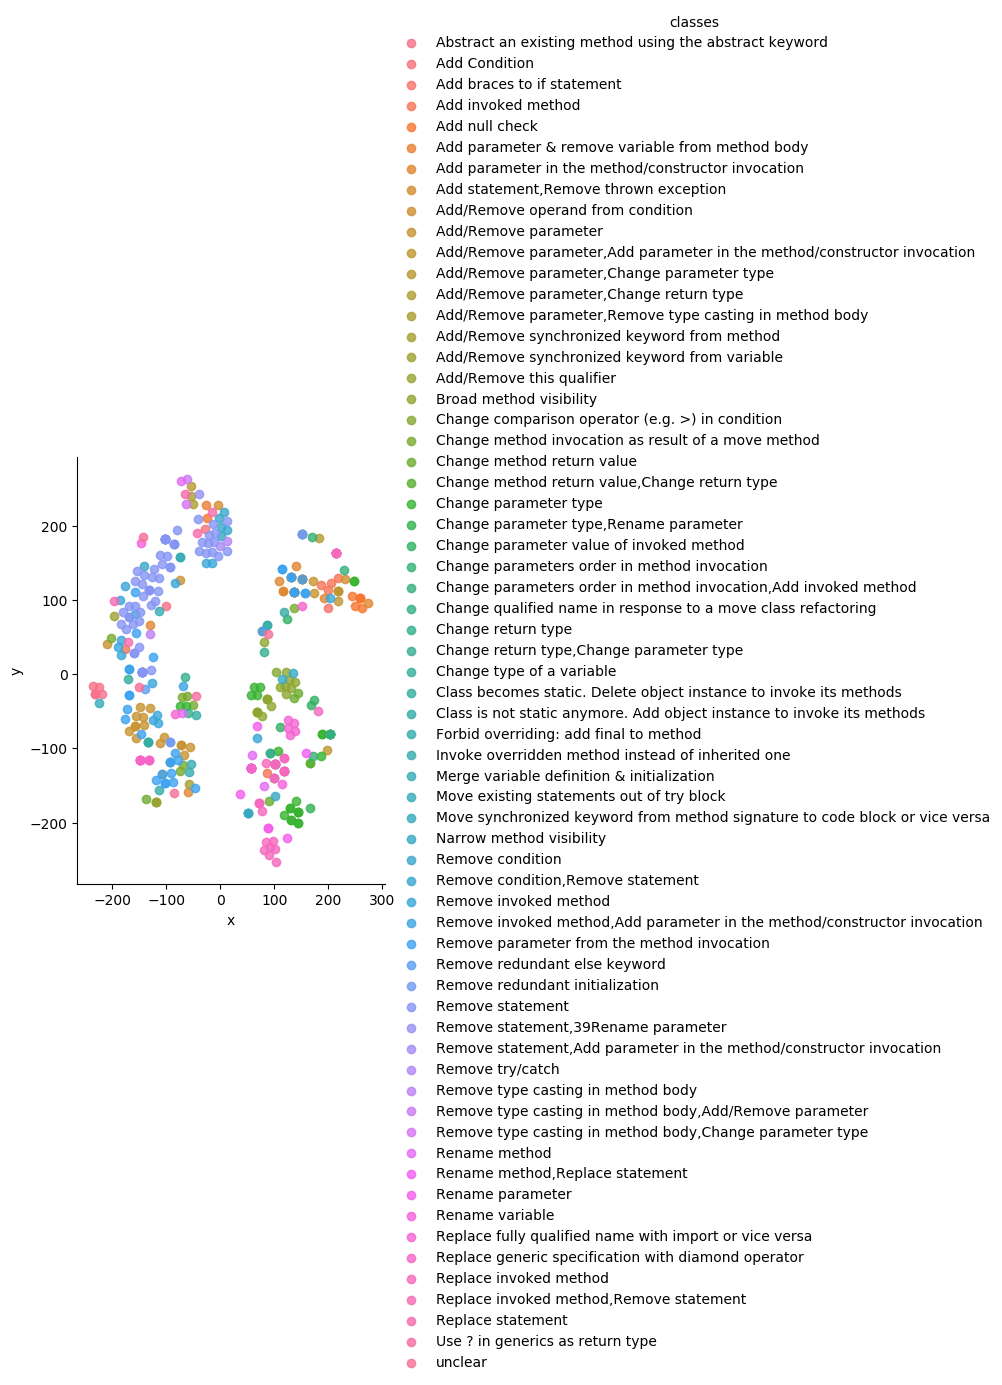 classes
Abstract an existing method using the abstract keyword
Add Condition
Add braces to if statement
Add invoked method
Add null check
Add parameter & remove variable from method body
Add parameter in the method/constructor invocation
Add statement,Remove thrown exception
Add/Remove operand from condition
Add/Remove parameter
Add/Remove parameter,Add parameter in the method/constructor invocation
Add/Remove parameter,Change parameter type
Add/Remove parameter,Change return type
Add/Remove parameter,Remove type casting in method body
Add/Remove synchronized keyword from method
Add/Remove synchronized keyword from variable
Add/Remove this qualifier
Broad method visibility
Change comparison operator (e.g. >) in condition
Change method invocation as result of a move method
Change method return value
Change method return value,Change return type
Change parameter type
Change parameter type,Rename parameter
Change parameter value of invoked method
Change parameters order in method invocation
Change parameters order in method invocation,Add invoked method
Change qualified name in response to a move class refactoring
Change return type
Change return type,Change parameter type
Change type of a variable
Class becomes static. Delete object instance to invoke its methods
Class is not static anymore. Add object instance to invoke its methods
Forbid overriding: add final to method
Invoke overridden method instead of inherited one
Merge variable definition & initialization
Move existing statements out of try block
Move synchronized keyword from method signature to code block or vice versa
Narrow method visibility
Remove condition
Remove condition,Remove statement
Remove invoked method
Remove invoked method,Add parameter in the method/constructor invocation
Remove parameter from the method invocation
Remove redundant else keyword
Remove redundant initialization
Remove statement
Remove statement,39Rename parameter
Remove statement,Add parameter in the method/constructor invocation
Remove try/catch
Remove type casting in method body
Remove type casting in method body,Add/Remove parameter
Remove type casting in method body,Change parameter type
Rename method
Rename method,Replace statement
Rename parameter
Rename variable
Replace fully qualified name with import or vice versa
Replace generic specification with diamond operator
Replace invoked method
Replace invoked method,Remove statement
Replace statement
Use ? in generics as return type
unclear
y
200
100
0
−100
−200
−200 −100 0 100 200 300
x